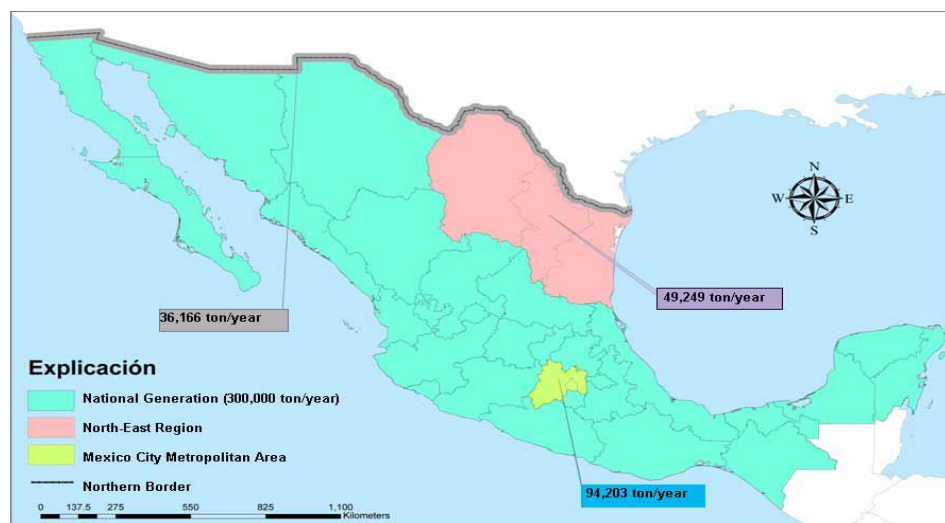 N
W E
S
49,249 ton/year
36,166 ton/year
Explicación
National Generation (300,000 ton/year)
North-East Region
Mexico City Metropolitan Area
Northern Border
94,203 ton/year
0 137.5 275 550 825 1,100
Kilometers